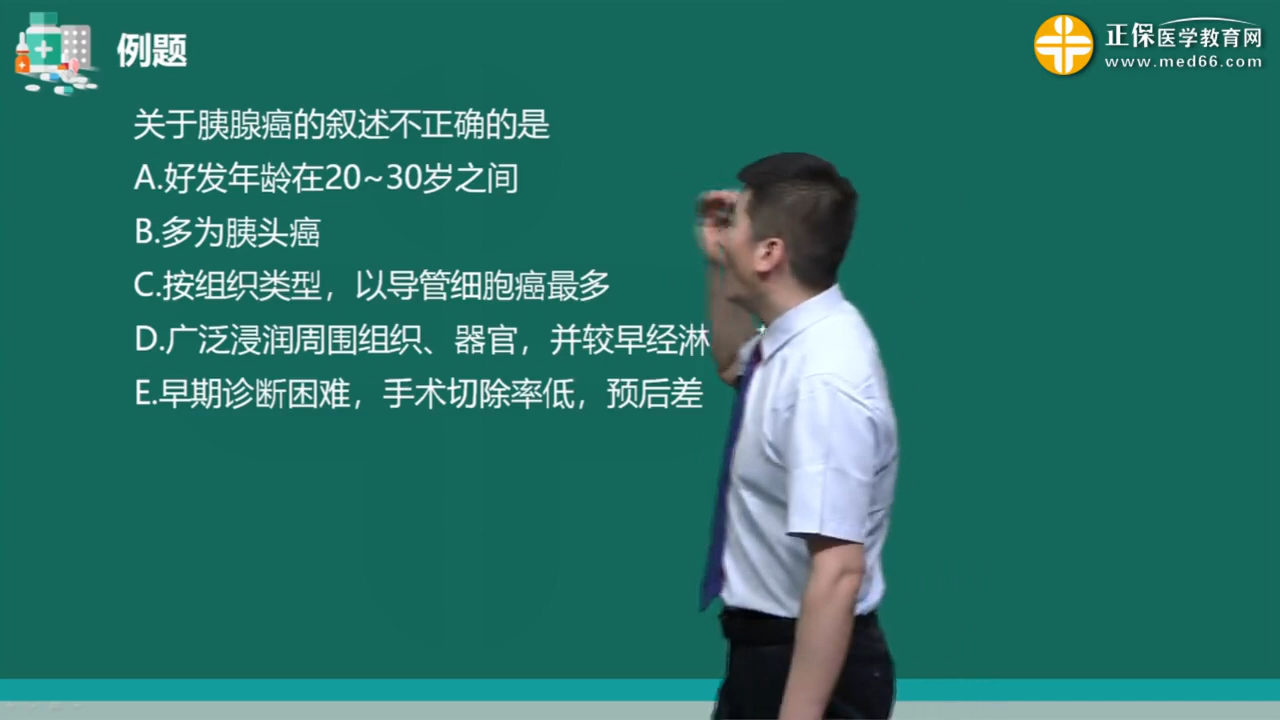 例题
正保医学教育网
www.med66.com
关于胰腺癌的叙述不正确的是
A.好发年龄在20~30岁之间
B.多为胰头癌
C.按组织类型，以导管细胞癌最多
D.广泛浸润周围组织、器官，并较早经淋
E.早期诊断困难，手术切除率低，预后差